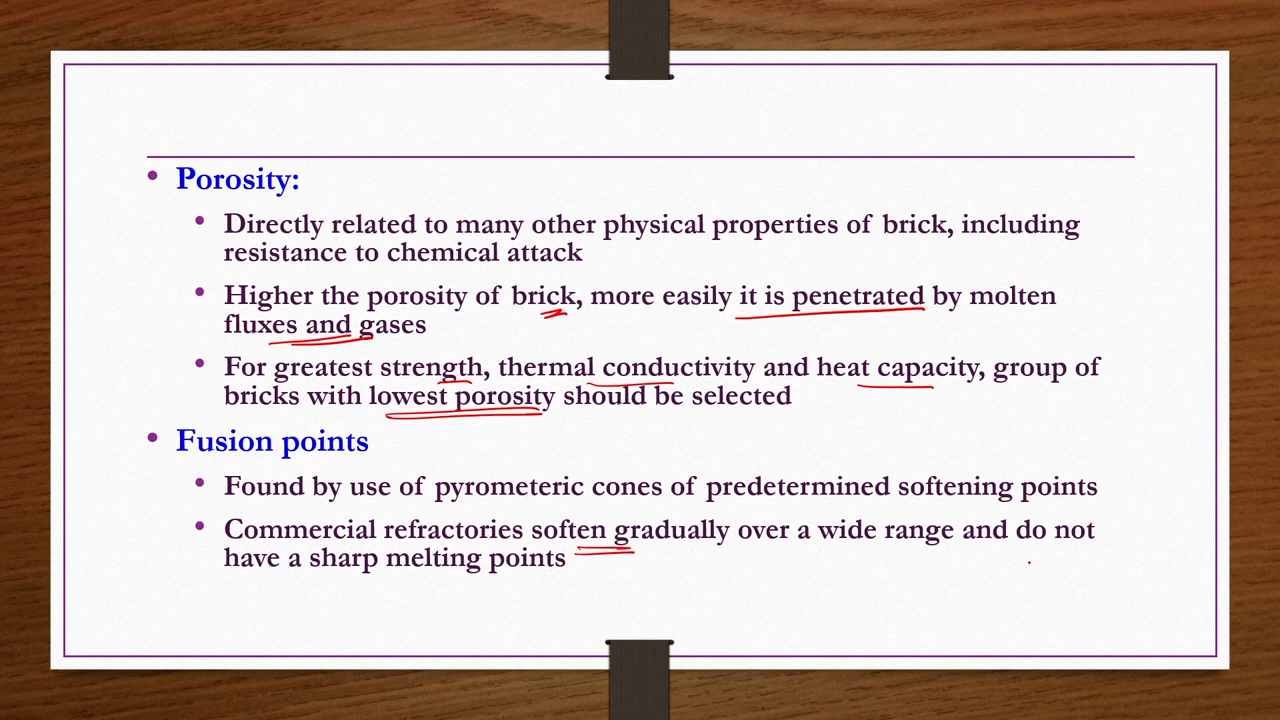 Porosity:
Directly related to many other physical properties of brick, including
resistance to chemical attack
Higher the porosity of brick, more easily it is penetrated by molten
fluxes and gases
For greatest strength, thermal conductivity and heat capacity, group of
bricks with lowest porosity should be selected
Fusion points
Found by use of pyrometeric cones of predetermined softening points
Commercial refractories soften gradually over a wide range and do not
have a sharp melting points